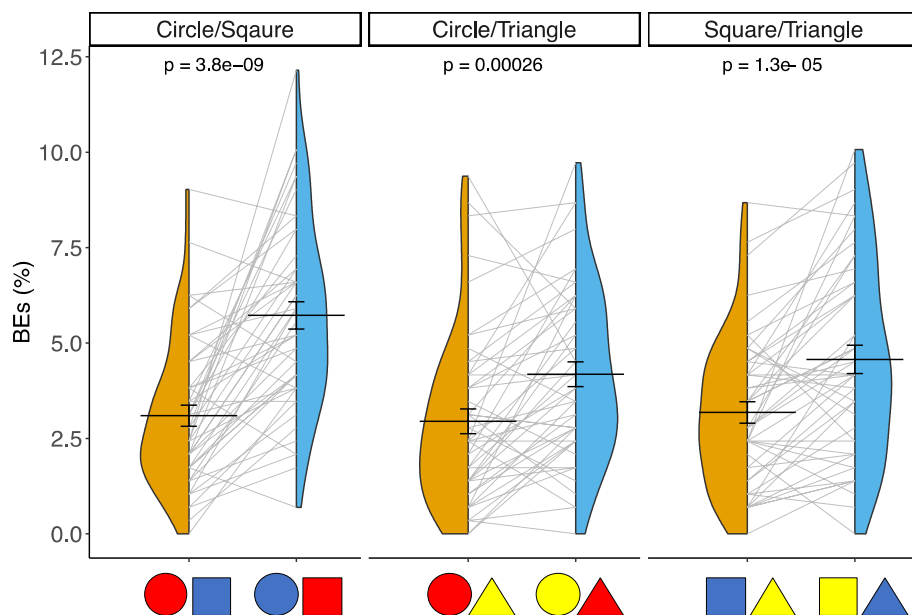 Circle/Sqaure Circle/Triangle Square/Triangle
p = 3.8e−09 p = 0.00026 p = 1.3e− 05
12.5
10.0
7.5
5.0
2.5
0.0
BEs (%)